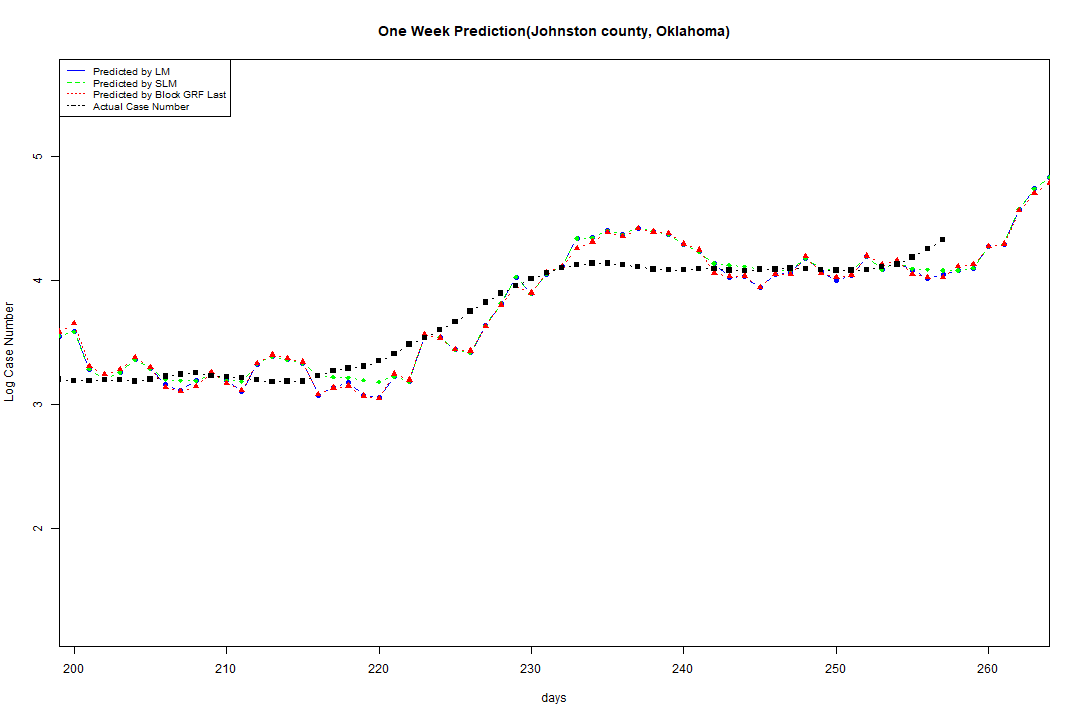 One Week Prediction(Johnston county, Oklahoma)
Predicted by LM
Predicted by SLM
Predicted by Block GRF Last
Actual Case Number
Log Case Number
5
4
3
2
200 210 220 230 240 250 260
days